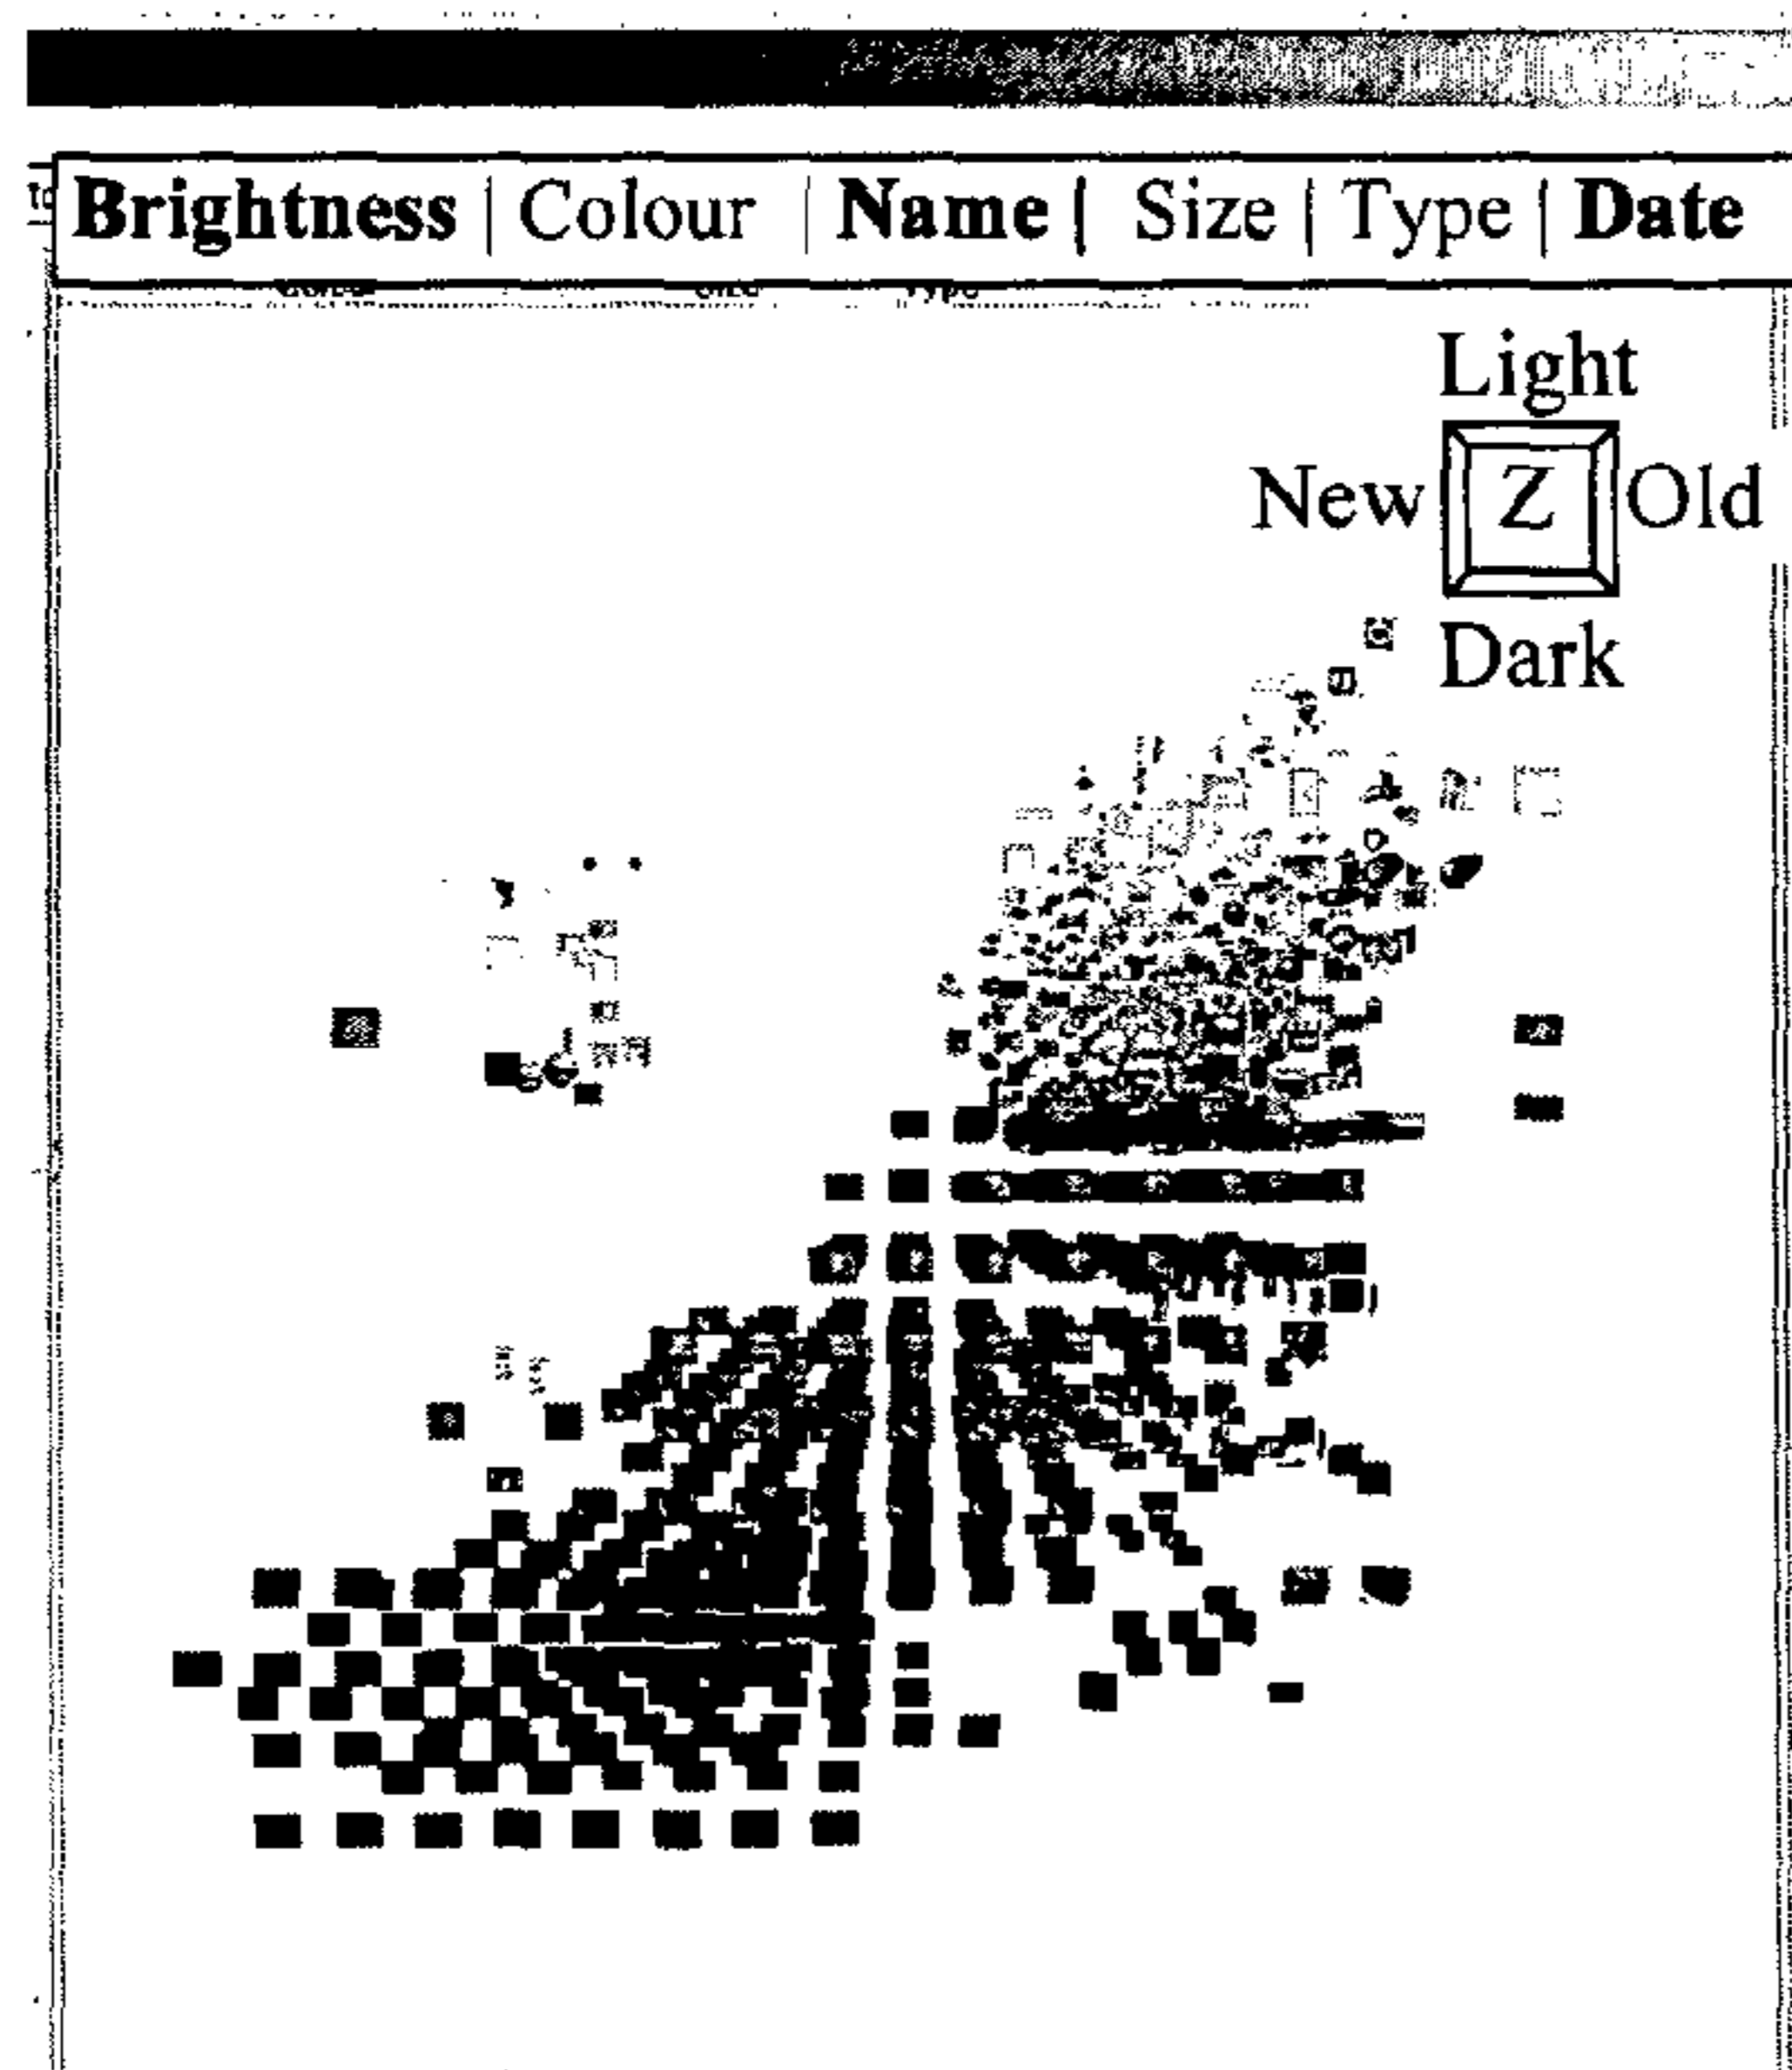 Brightness | Colour | Name | Size | Type | Date
Light
New Z Old
Dark